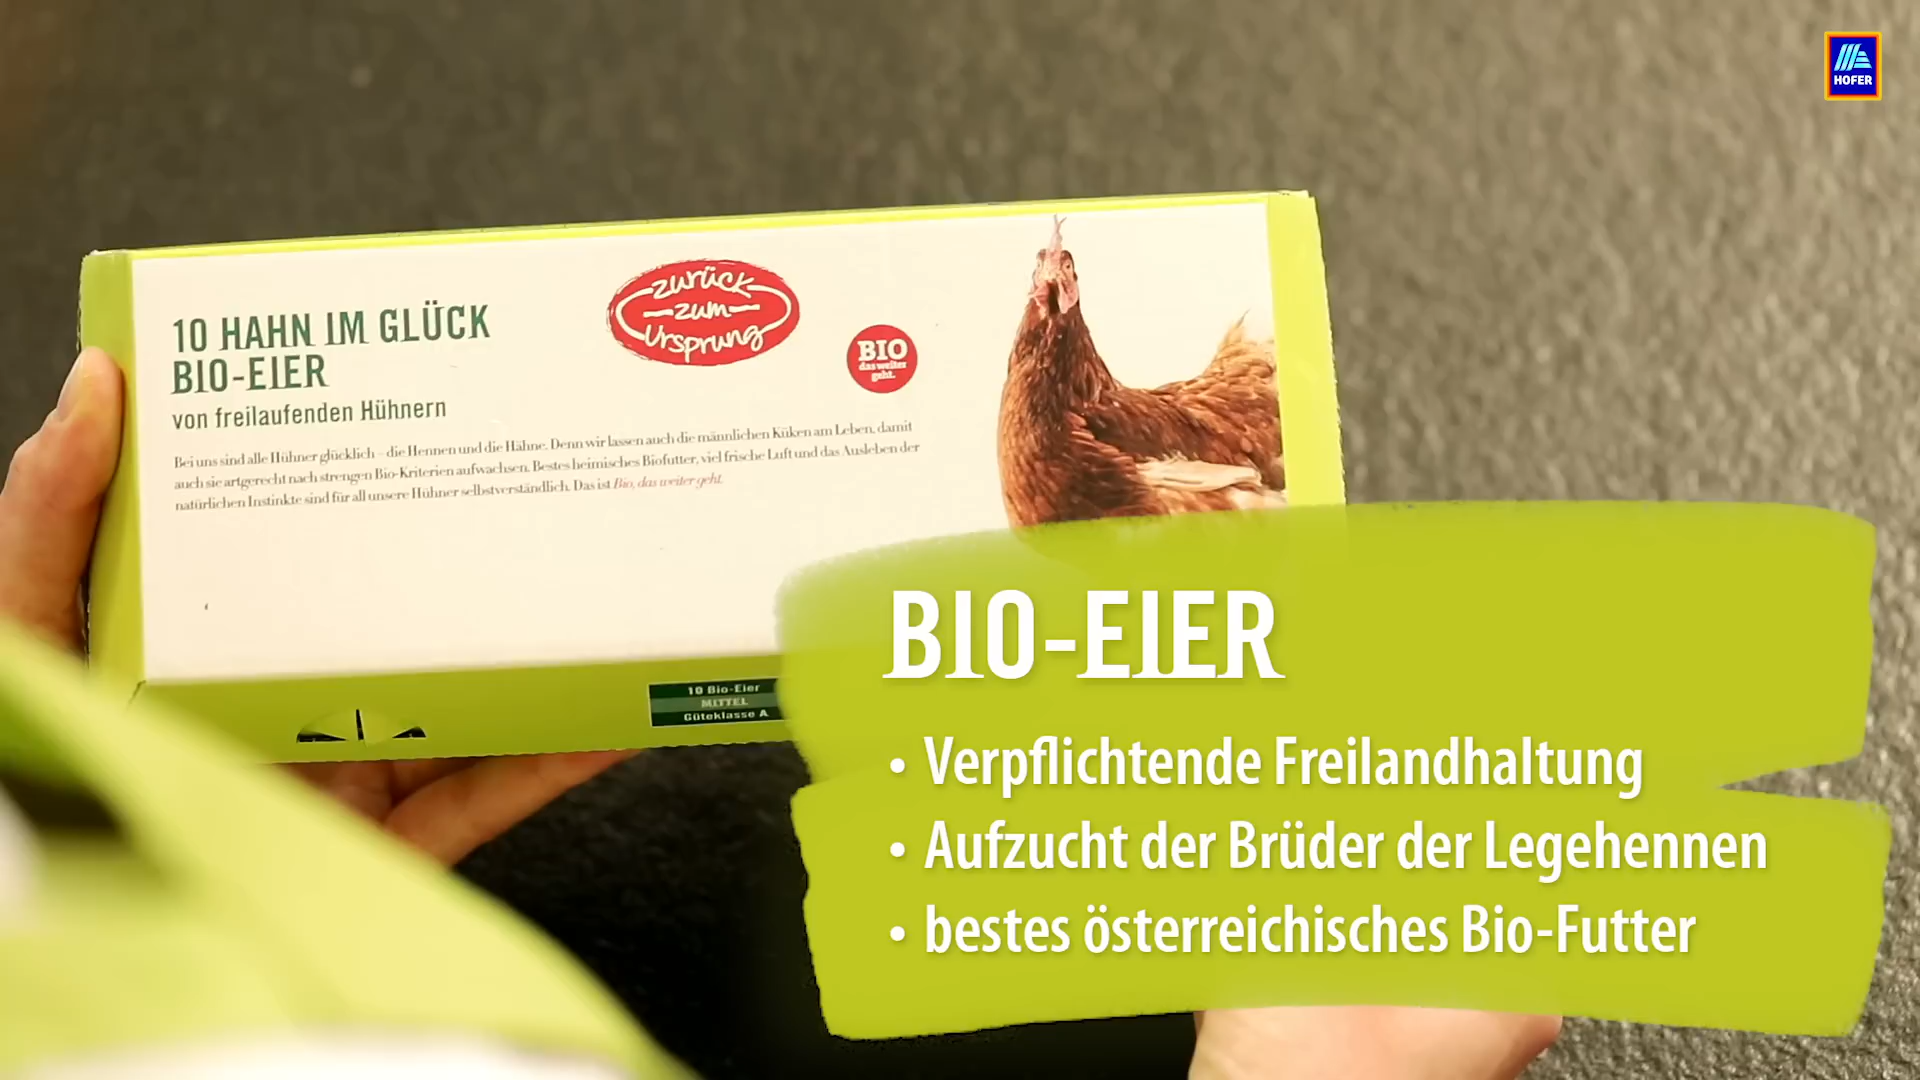 HOFER
10 HAHN IM GLÜCK
BIO-EIER
von freilaufenden Hühnern
Bei uns sind alle Hühner glücklich – die Hennen und die Hähne. Denn wir lassen auch die männlichen Küken am Leben, damit
auch sie artgerecht nach strengen Bio-Kriterien aufwachsen. Bestes heimisches Biofutter, viel frische Luft und das Ausleben der
natürlichen Instinkte sind für all unsere Hühner selbstverständlich. Das ist Bio, das weiter geht.
zurück
zum
Ursprung
BIO
das weiter
geht.
10 Bio-Eier
MITTEL
Güteklasse A
BIO-EIER
• Verpflichtende Freilandhaltung
• Aufzucht der Brüder der Legehennen
• bestes österreichisches Bio-Futter